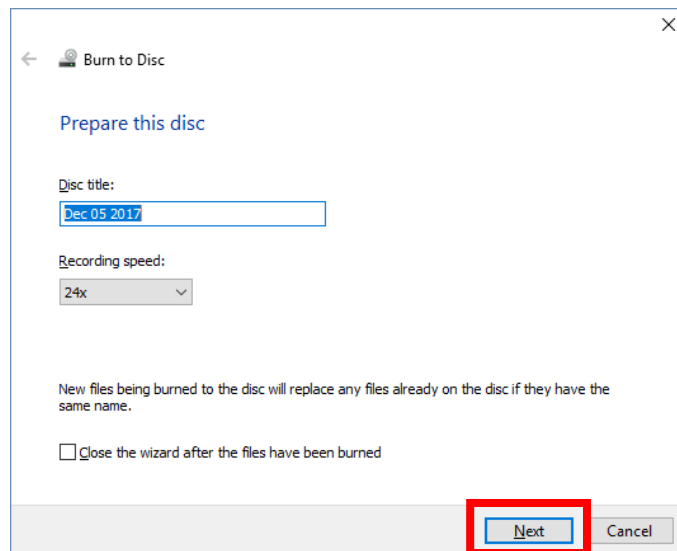 Burn to Disc
Prepare this disc
Disc title:
Dec 05 2017
Recording speed:
24x
New files being burned to the disc will replace any files already on the disc if they have the
same name.
Close the wizard after the files have been burned
Next
Cancel